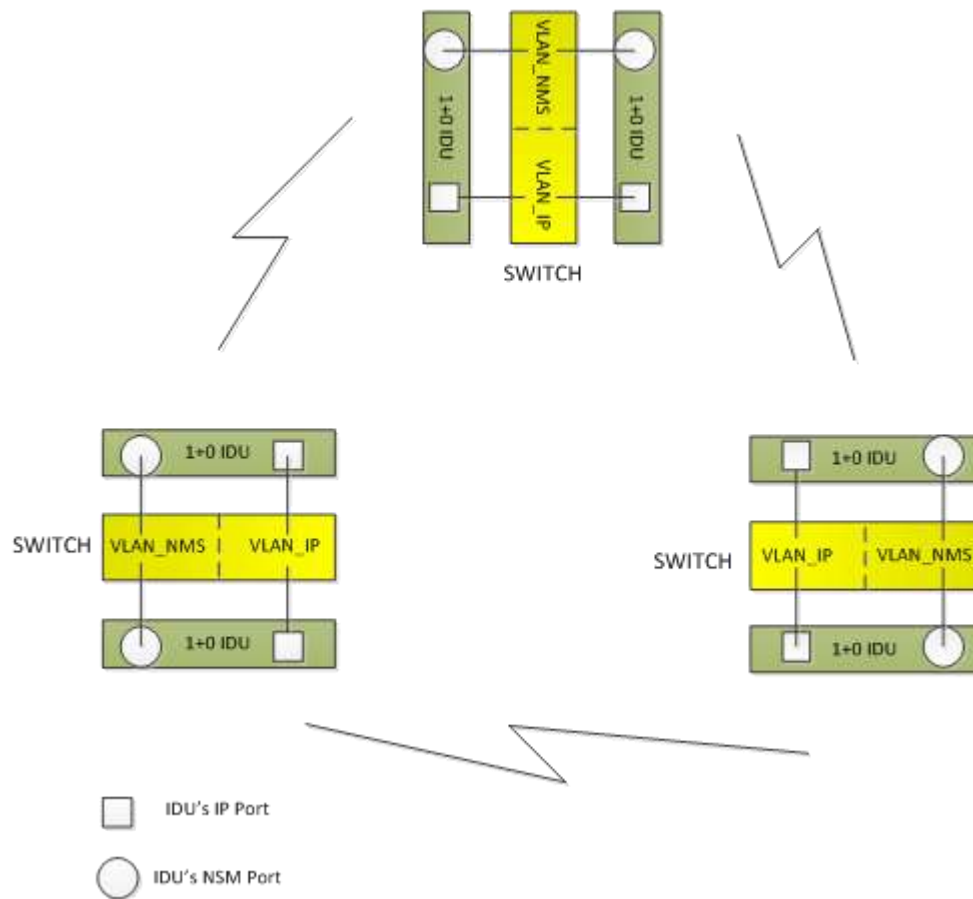 1+0 IDU
VLAN_NMS
VLAN_IP
1+0 IDU
SWITCH
1+0 IDU
SWITCH
VLAN_NMS
VLAN_IP
1+0 IDU
1+0 IDU
SWITCH
VLAN_IP
VLAN_NMS
1+0 IDU
IDU's IP Port
IDU's NSM Port